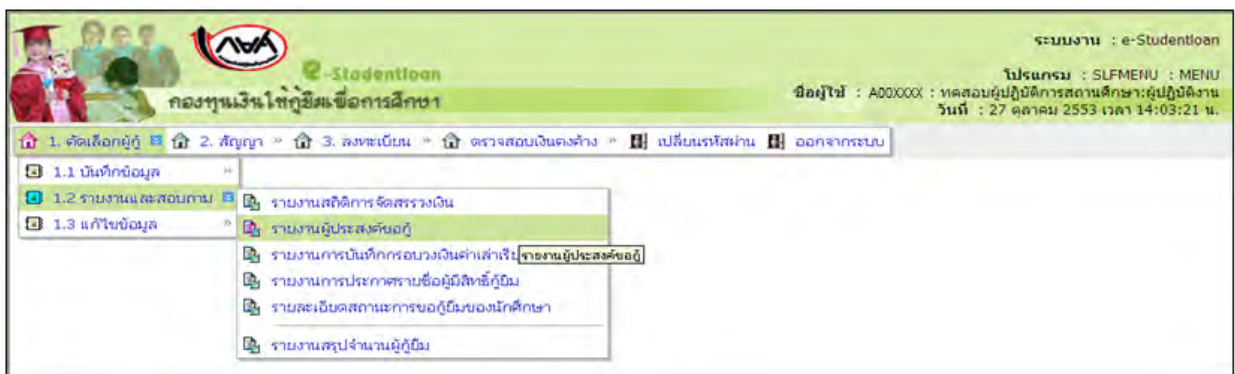 ระบบงาน : e-Studentloan
กยศ
e-Studentloan
โปรแกรม : SLFMENU : MENU
กองทุนเงินให้กู้ยืมเพื่อการศึกษา
ชื่อผู้ใช้ : A00XXXX : ทดสอบผู้ปฏิบัติการสถานศึกษา:ผู้ปฏิบัติงาน
วันที่ : 27 ตุลาคม 2553 เวลา 14:03:21 น.
1. คัดเลือกผู้กู้ 2. สัญญา » 3. ลงทะเบียน » ตรวจสอบเงินคงค้าง » เปลี่ยนรหัสผ่าน ออกจากระบบ
1.1 บันทึกข้อมูล »
1.2 รายงานและสอบถาม
1.3 แก้ไขข้อมูล »
รายงานสถิติการจัดสรรวงเงิน
รายงานผู้ประสงค์ขอกู้
รายงานการบันทึกกรอบวงเงินค่าเล่าเรีย
รายงานผู้ประสงค์ขอกู้
รายงานการประกาศรายชื่อผู้มีสิทธิ์กู้ยืม
รายละเอียดสถานะการขอกู้ยืมของนักศึกษา
รายงานสรุปจำนวนผู้กู้ยืม